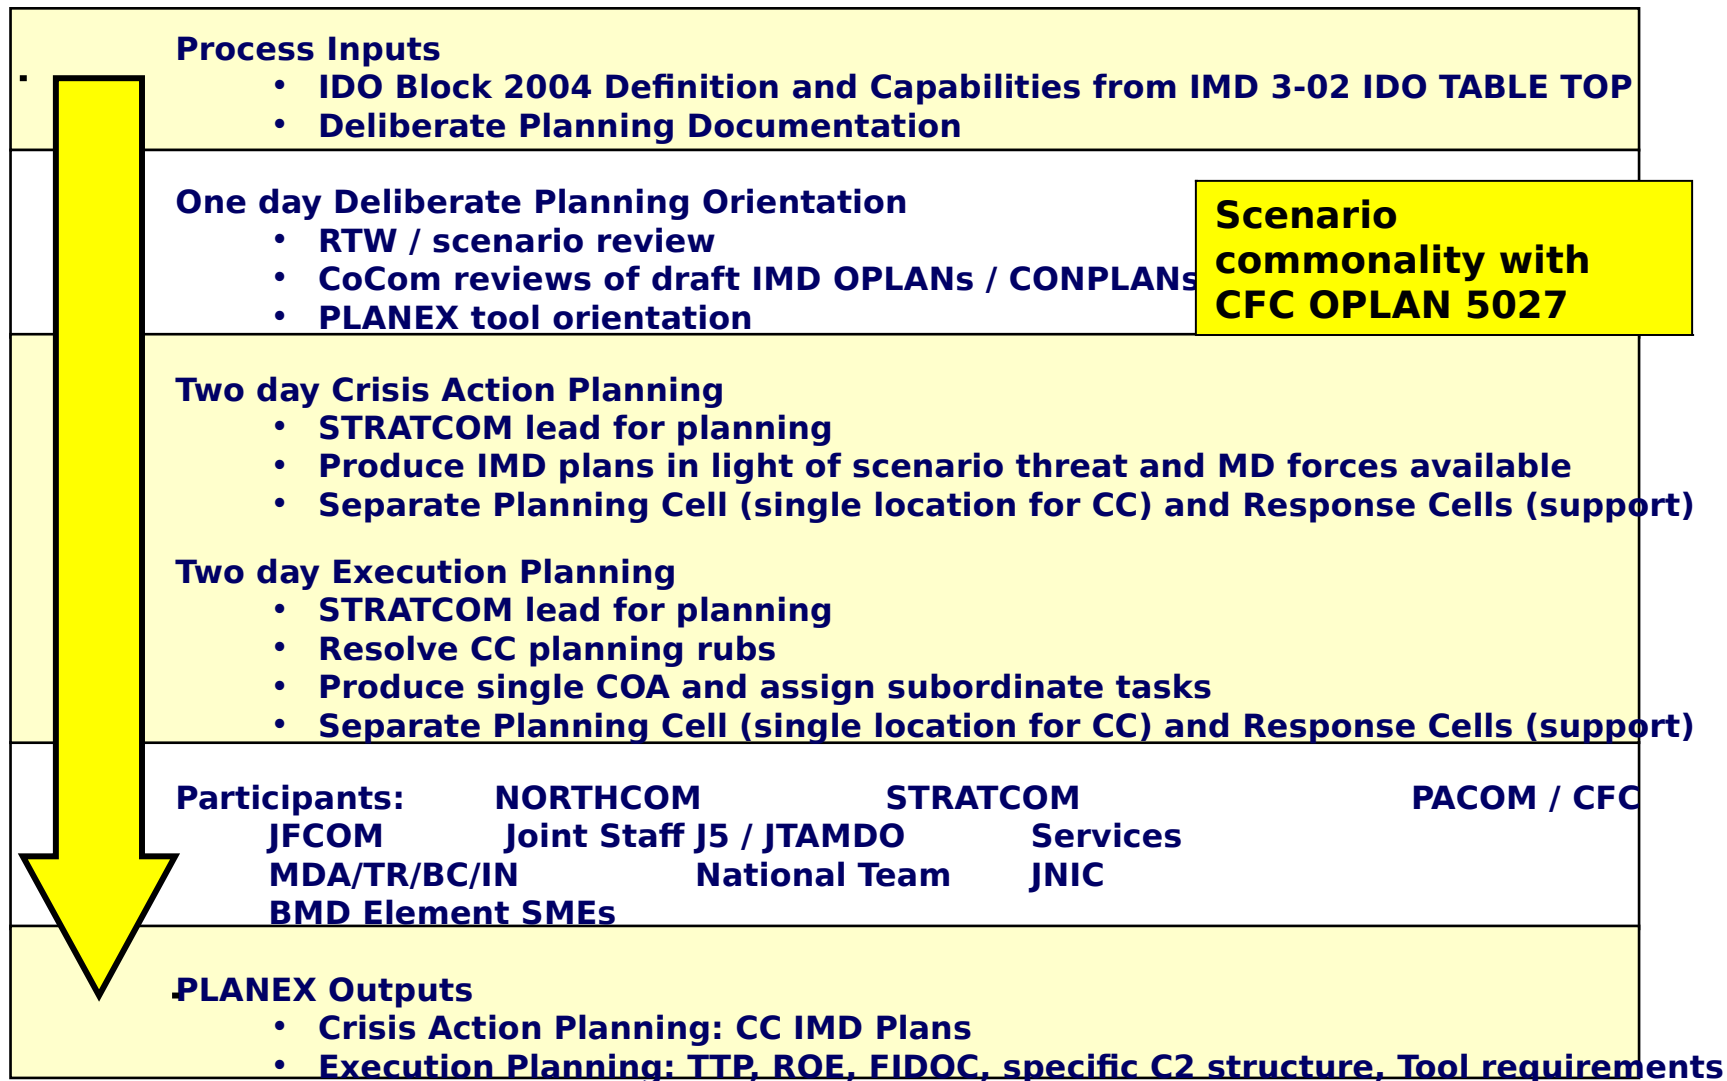 Process Inputs
• IDO Block 2004 Definition and Capabilities from IMD 3-02 IDO TABLE TOP
• Deliberate Planning Documentation
One day Deliberate Planning Orientation
• RTW / scenario review
• CoCom reviews of draft IMD OPLANs / CONPLANs
• PLANEX tool orientation
Scenario
commonality with
CFC OPLAN 5027
Two day Crisis Action Planning
• STRATCOM lead for planning
• Produce IMD plans in light of scenario threat and MD forces available
• Separate Planning Cell (single location for CC) and Response Cells (support)
Two day Execution Planning
• STRATCOM lead for planning
• Resolve CC planning rubs
• Produce single COA and assign subordinate tasks
• Separate Planning Cell (single location for CC) and Response Cells (support)
Participants: NORTHCOM STRATCOM PACOM / CFC
JFCOM Joint Staff J5 / JTAMDO Services
MDA/TR/BC/IN National Team JNIC
BMD Element SMEs
PLANEX Outputs
• Crisis Action Planning: CC IMD Plans
• Execution Planning: TTP, ROE, FIDOC, specific C2 structure, Tool requirements